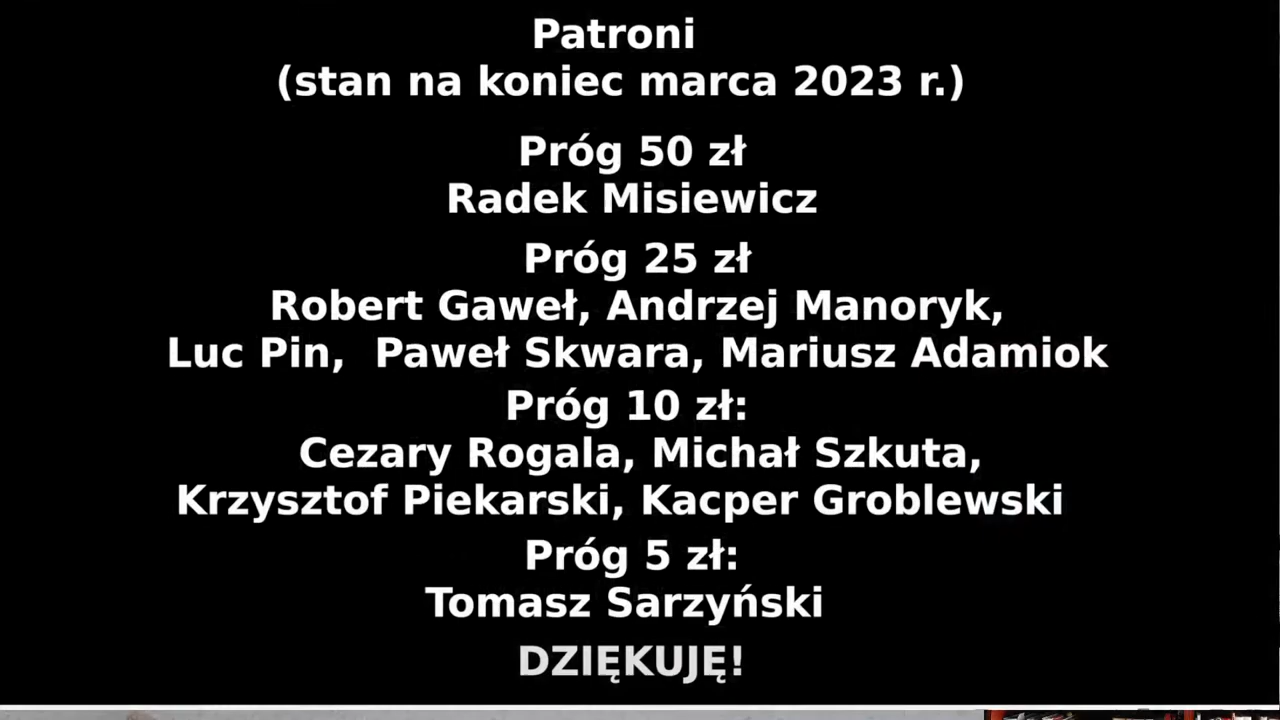 Patroni
(stan na koniec marca 2023 r.)
Próg 50 zł
Radek Misiewicz
Próg 25 zł
Robert Gaweł, Andrzej Manoryk,
Luc Pin, Paweł Skwara, Mariusz Adamiok
Próg 10 zł:
Cezary Rogala, Michał Szkuta,
Krzysztof Piekarski, Kacper Groblewski
Próg 5 zł:
Tomasz Sarzyński
DZIĘKUJĘ!